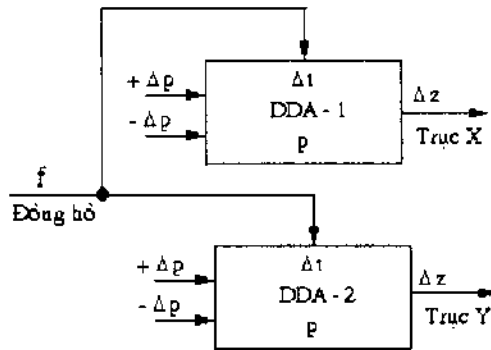 Δt
+ Δp
DDA - 1
Δz
- Δp
p
Trục X
f
Đồng hồ
Δt
+ Δp
DDA - 2
Δz
- Δp
p
Trục Y